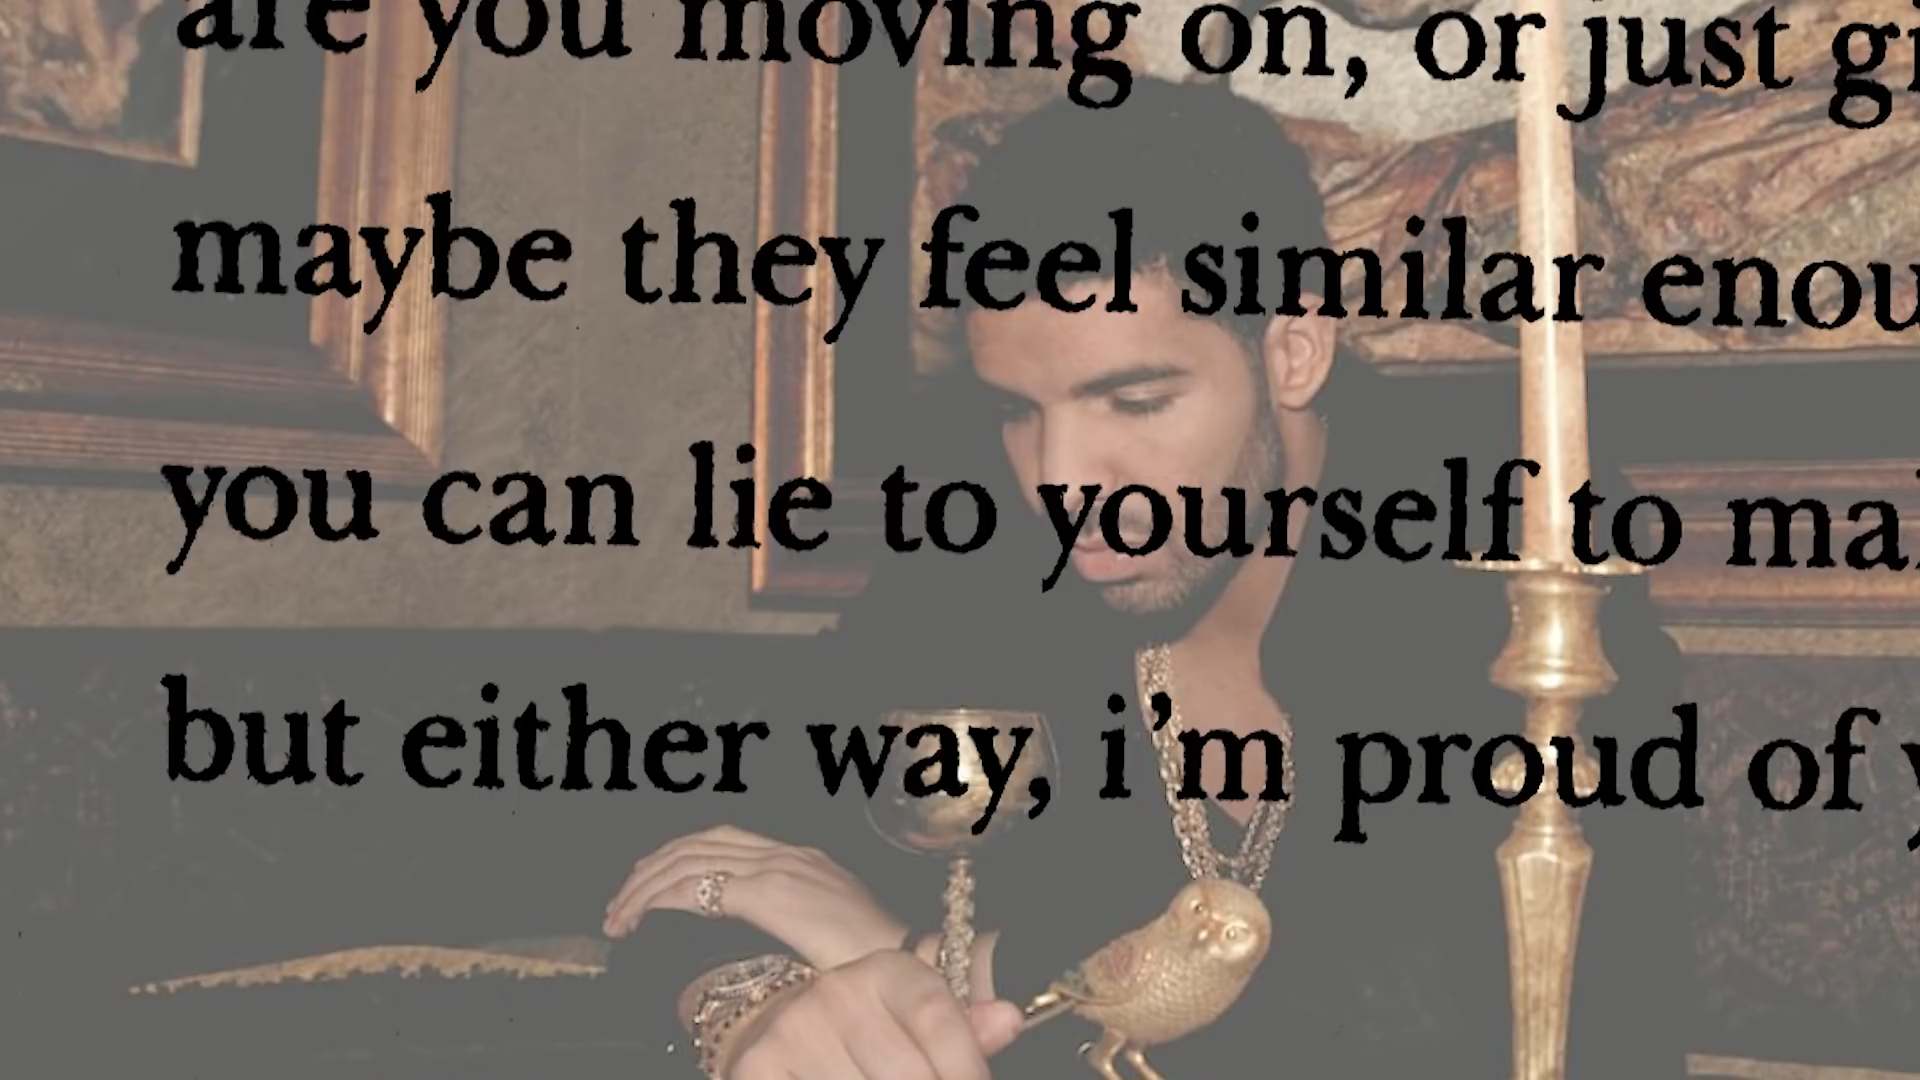 are you moving on, or just
maybe they feel similar
you can lie to yourself to
but either way, i'm proud of